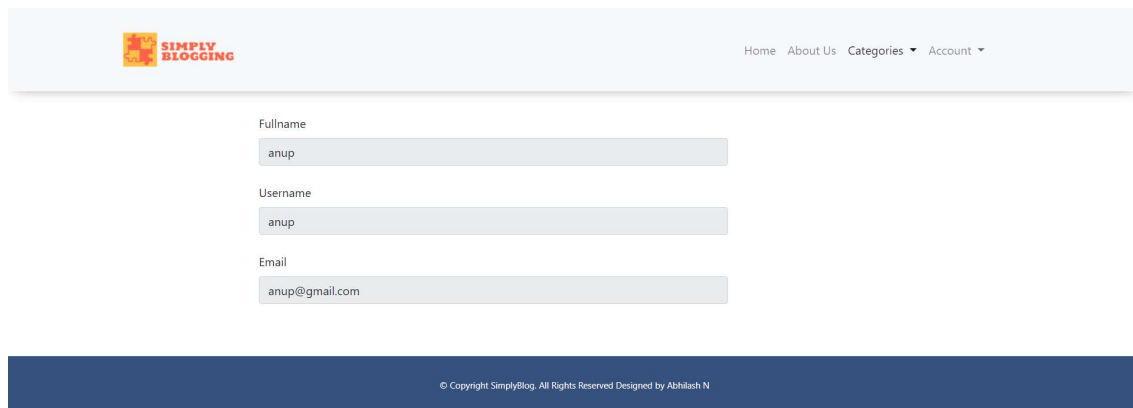 SIMPLY
BLOGGING
Home About Us Categories Account
Fullname
anup
Username
anup
Email
anup@gmail.com
© Copyright SimplyBlog. All Rights Reserved Designed by Abhilash N